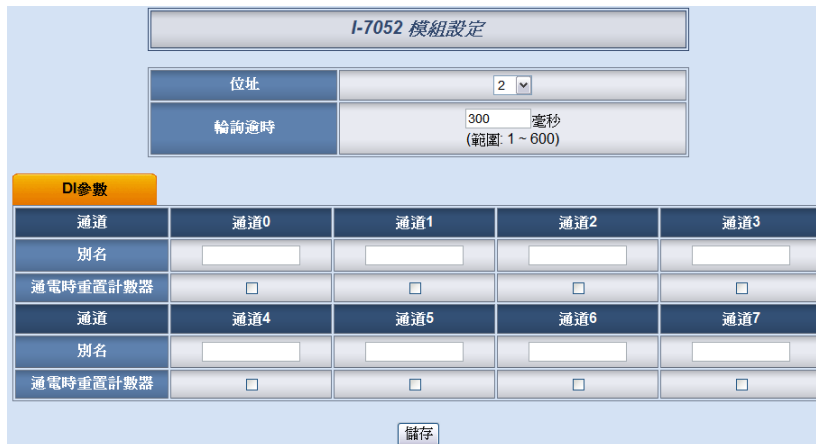 I-7052 模組設定
位址 2
輪詢逾時 300 毫秒
(範圍: 1 ~ 600)
DI參數
通道 通道0 通道1 通道2 通道3
別名
通電時重置計數器
通道 通道4 通道5 通道6 通道7
別名
通電時重置計數器
儲存